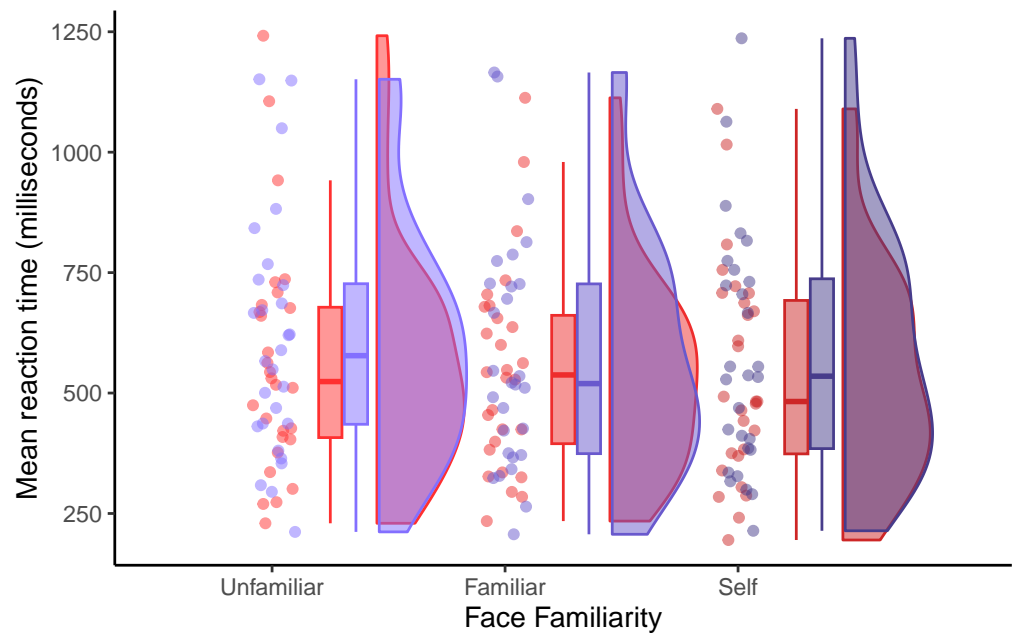 Mean reaction time (milliseconds)
1250
1000
750
500
250
Unfamiliar Familiar Self
Face Familiarity